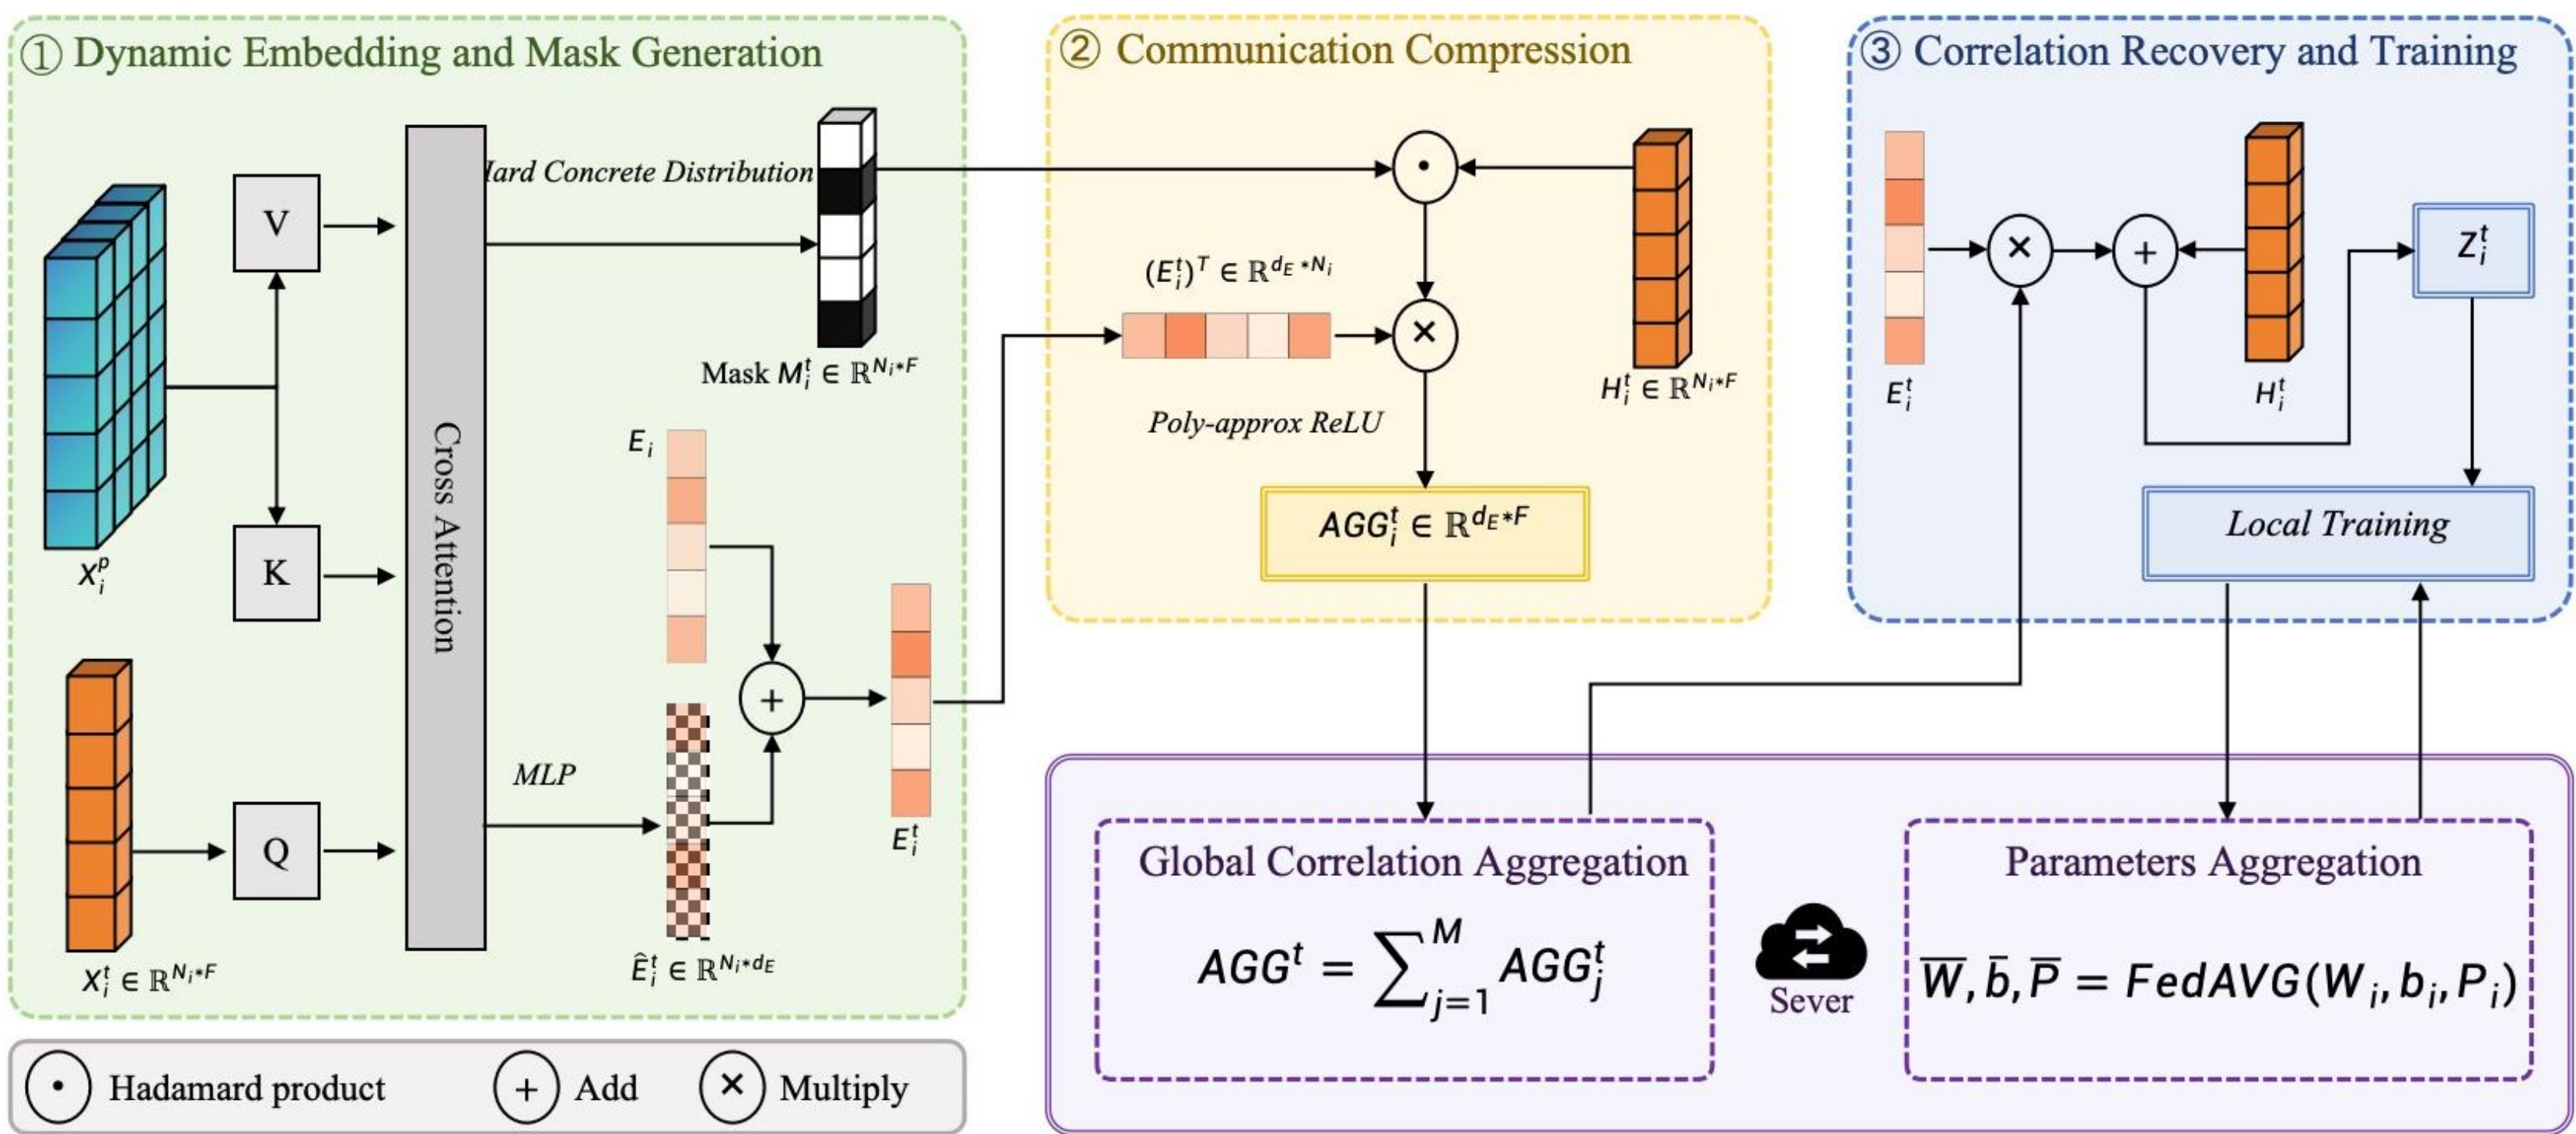 ① Dynamic Embedding and Mask Generation
V
K
Q
Cross Attention
X_i^p
X_i^t ∈ ℝ^{N_i*F}
ard Concrete Distribution
Mask M_i^t ∈ ℝ^{N_i*F}
E_i
+
MLP
Ê_i^t ∈ ℝ^{N_i*d_E}
E_i^t
② Communication Compression
·
(E_i^t)^T ∈ ℝ^{d_E*N_i}
×
H_i^t ∈ ℝ^{N_i*F}
Poly-approx ReLU
AGG_i^t ∈ ℝ^{d_E*F}
③ Correlation Recovery and Training
E_i^t
×
+
H_i^t
Z_i^t
Local Training
Global Correlation Aggregation
AGG^t = ∑_{j=1}^M AGG_j^t
Sever
Parameters Aggregation
W̅, b̅, P̅ = FedAVG(W_i, b_i, P_i)
· Hadamard product
+ Add
× Multiply